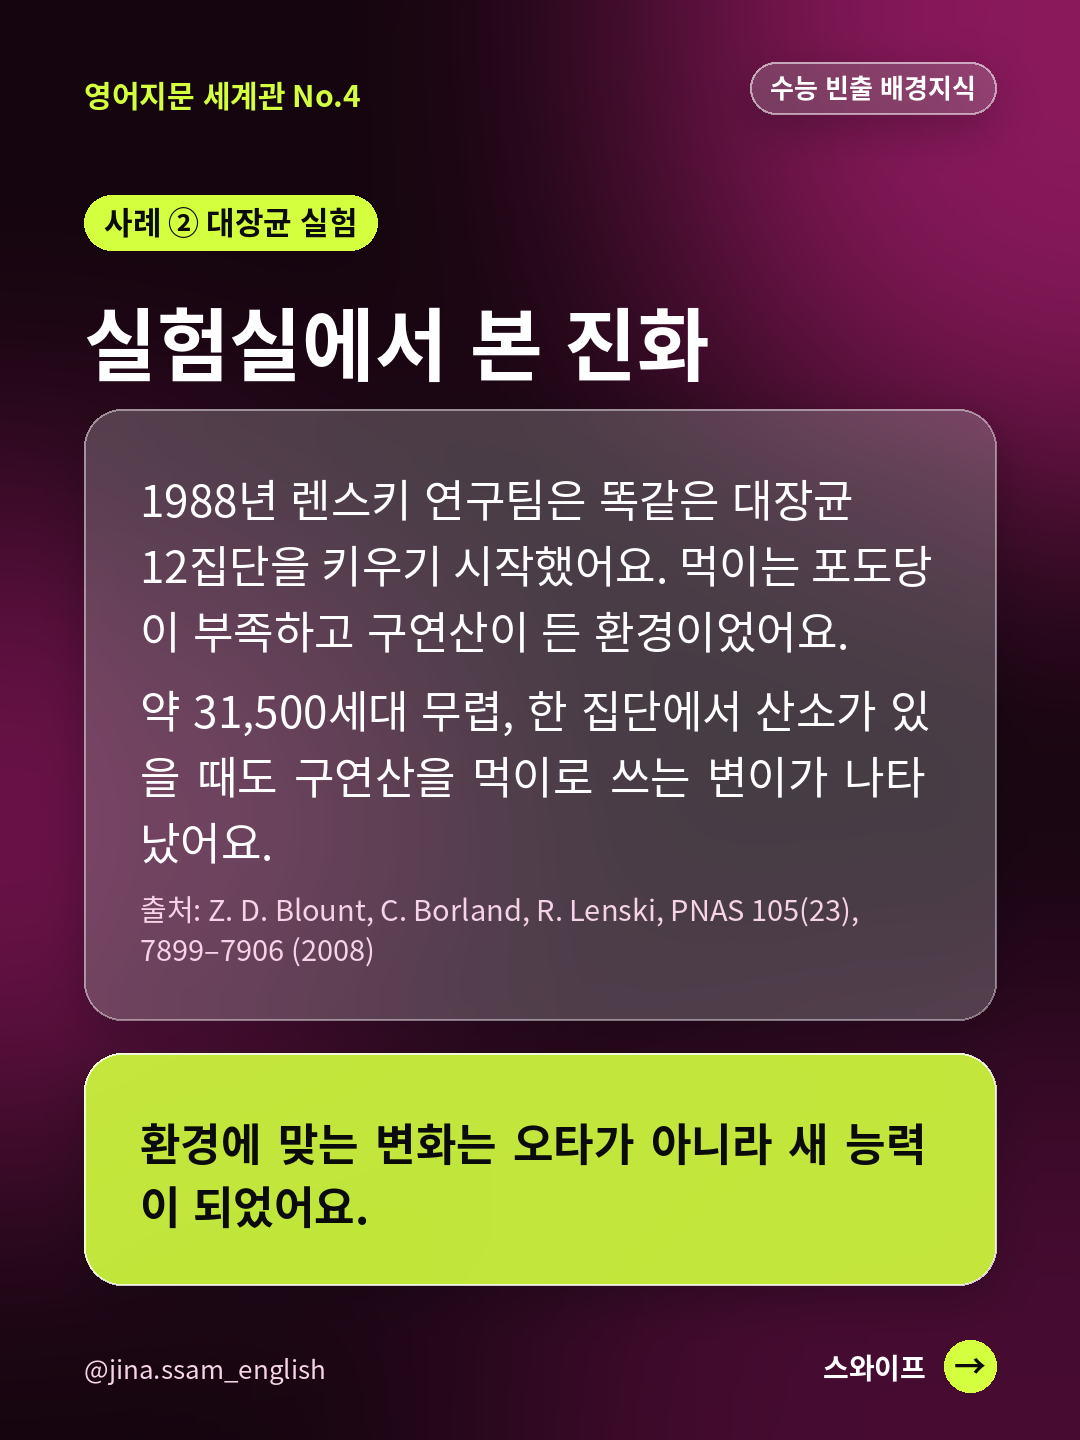 영어지문 세계관 No.4
수능 빈출 배경지식
사례 ② 대장균 실험
실험실에서 본 진화
1988년 렌스키 연구팀은 똑같은 대장균
12집단을 키우기 시작했어요. 먹이는 포도당
이 부족하고 구연산이 든 환경이었어요.
약 31,500세대 무렵, 한 집단에서 산소가 있
을 때도 구연산을 먹이로 쓰는 변이가 나타
났어요.
출처: Z. D. Blount, C. Borland, R. Lenski, PNAS 105(23),
7899–7906 (2008)
환경에 맞는 변화는 오타가 아니라 새 능력
이 되었어요.
@jina.ssam_english
스와이프 →